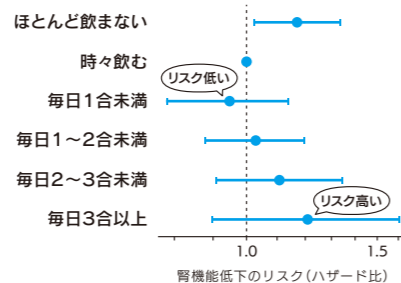 ほとんど飲まない
時々飲む
リスク低い
毎日1合未満
毎日1～2合未満
毎日2～3合未満
リスク高い
毎日3合以上
1.0
1.5
腎機能低下のリスク(ハザード比)